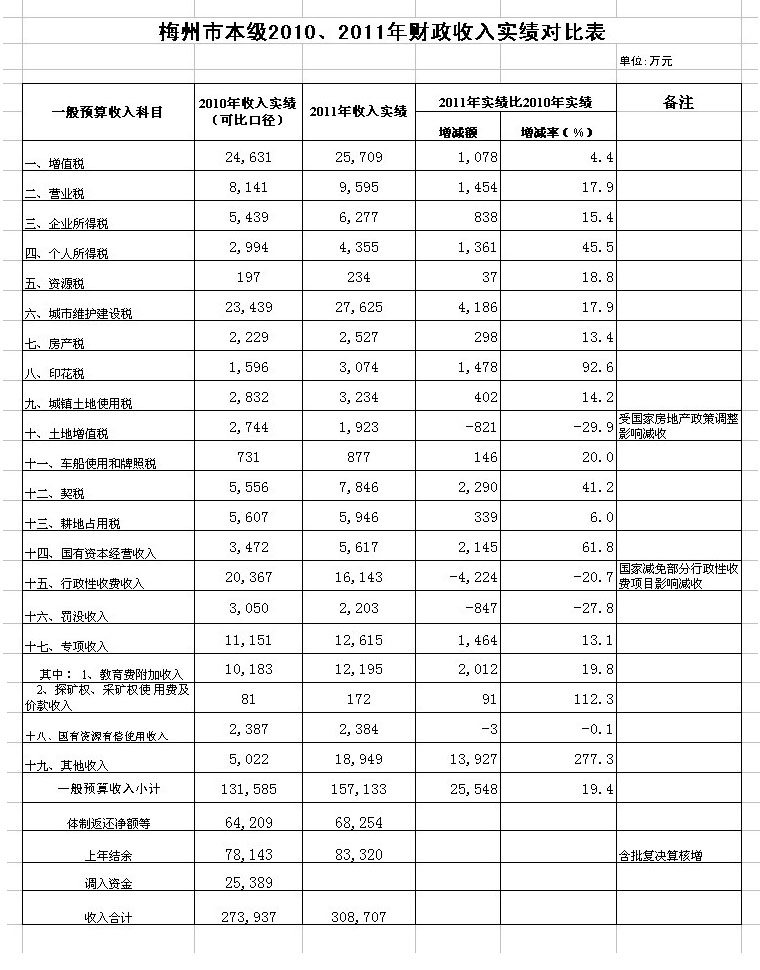 梅州市本级2010、2011年财政收入实绩对比表
单位:万元
一般预算收入科目 2010年收入实绩（可比口径） 2011年收入实绩 2011年实绩比2010年实绩 备注
增减额 增减率（%）
一、增值税 24,631 25,709 1,078 4.4
二、营业税 8,141 9,595 1,454 17.9
三、企业所得税 5,439 6,277 838 15.4
四、个人所得税 2,994 4,355 1,361 45.5
五、资源税 197 234 37 18.8
六、城市维护建设税 23,439 27,625 4,186 17.9
七、房产税 2,229 2,527 298 13.4
八、印花税 1,596 3,074 1,478 92.6
九、城镇土地使用税 2,832 3,234 402 14.2
十、土地增值税 2,744 1,923 -821 -29.9 受国家房地产政策调整影响减收
十一、车船使用和牌照税 731 877 146 20.0
十二、契税 5,556 7,846 2,290 41.2
十三、耕地占用税 5,607 5,946 339 6.0
十四、国有资本经营收入 3,472 5,617 2,145 61.8
十五、行政性收费收入 20,367 16,143 -4,224 -20.7 国家减免部分行政性收费项目影响减收
十六、罚没收入 3,050 2,203 -847 -27.8
十七、专项收入 11,151 12,615 1,464 13.1
其中： 1、教育费附加收入 10,183 12,195 2,012 19.8
2、探矿权、采矿权使用费及价款收入 81 172 91 112.3
十八、国有资源有偿使用收入 2,387 2,384 -3 -0.1
十九、其他收入 5,022 18,949 13,927 277.3
一般预算收入小计 131,585 157,133 25,548 19.4
体制返还净额等 64,209 68,254
上年结余 78,143 83,320 含批复决算核增
调入资金 25,389
收入合计 273,937 308,707